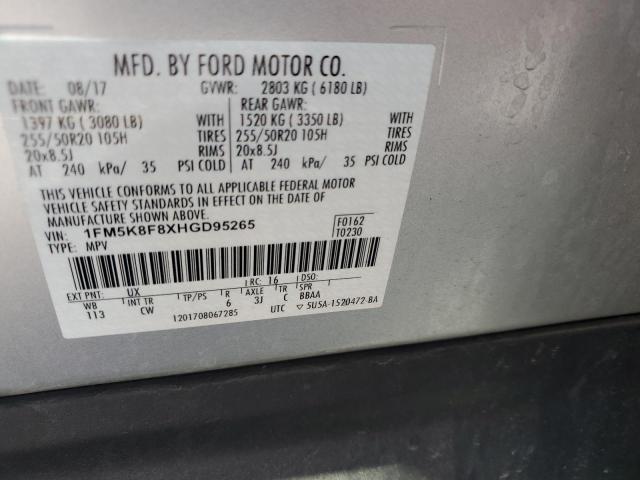 MFD. BY FORD MOTOR CO.
DATE: 08/17 GVWR: 2803 KG ( 6180 LB)
FRONT GAWR: REAR GAWR:
1397 KG ( 3080 LB) WITH 1520 KG ( 3350 LB) WITH
255/50R20 105H TIRES 255/50R20 105H TIRES
20x8.5J RIMS 20x8.5J RIMS
AT 240 kPa/ 35 PSI COLD AT 240 kPa/ 35 PSI COLD
THIS VEHICLE CONFORMS TO ALL APPLICABLE FEDERAL MOTOR
VEHICLE SAFETY STANDARDS IN EFFECT ON THE DATE OF
MANUFACTURE SHOWN ABOVE.
VIN: 1FM5K8F8XHGD95265 F0162
TYPE: MPV T0230
EXT PNT: UX RC: 16 DSO:
WB INT TR TP/PS R AXLE TR SPR
113 CW 6 3J C BBAA
1201708067285 UTC ▽ 5U5A-1520472-BA